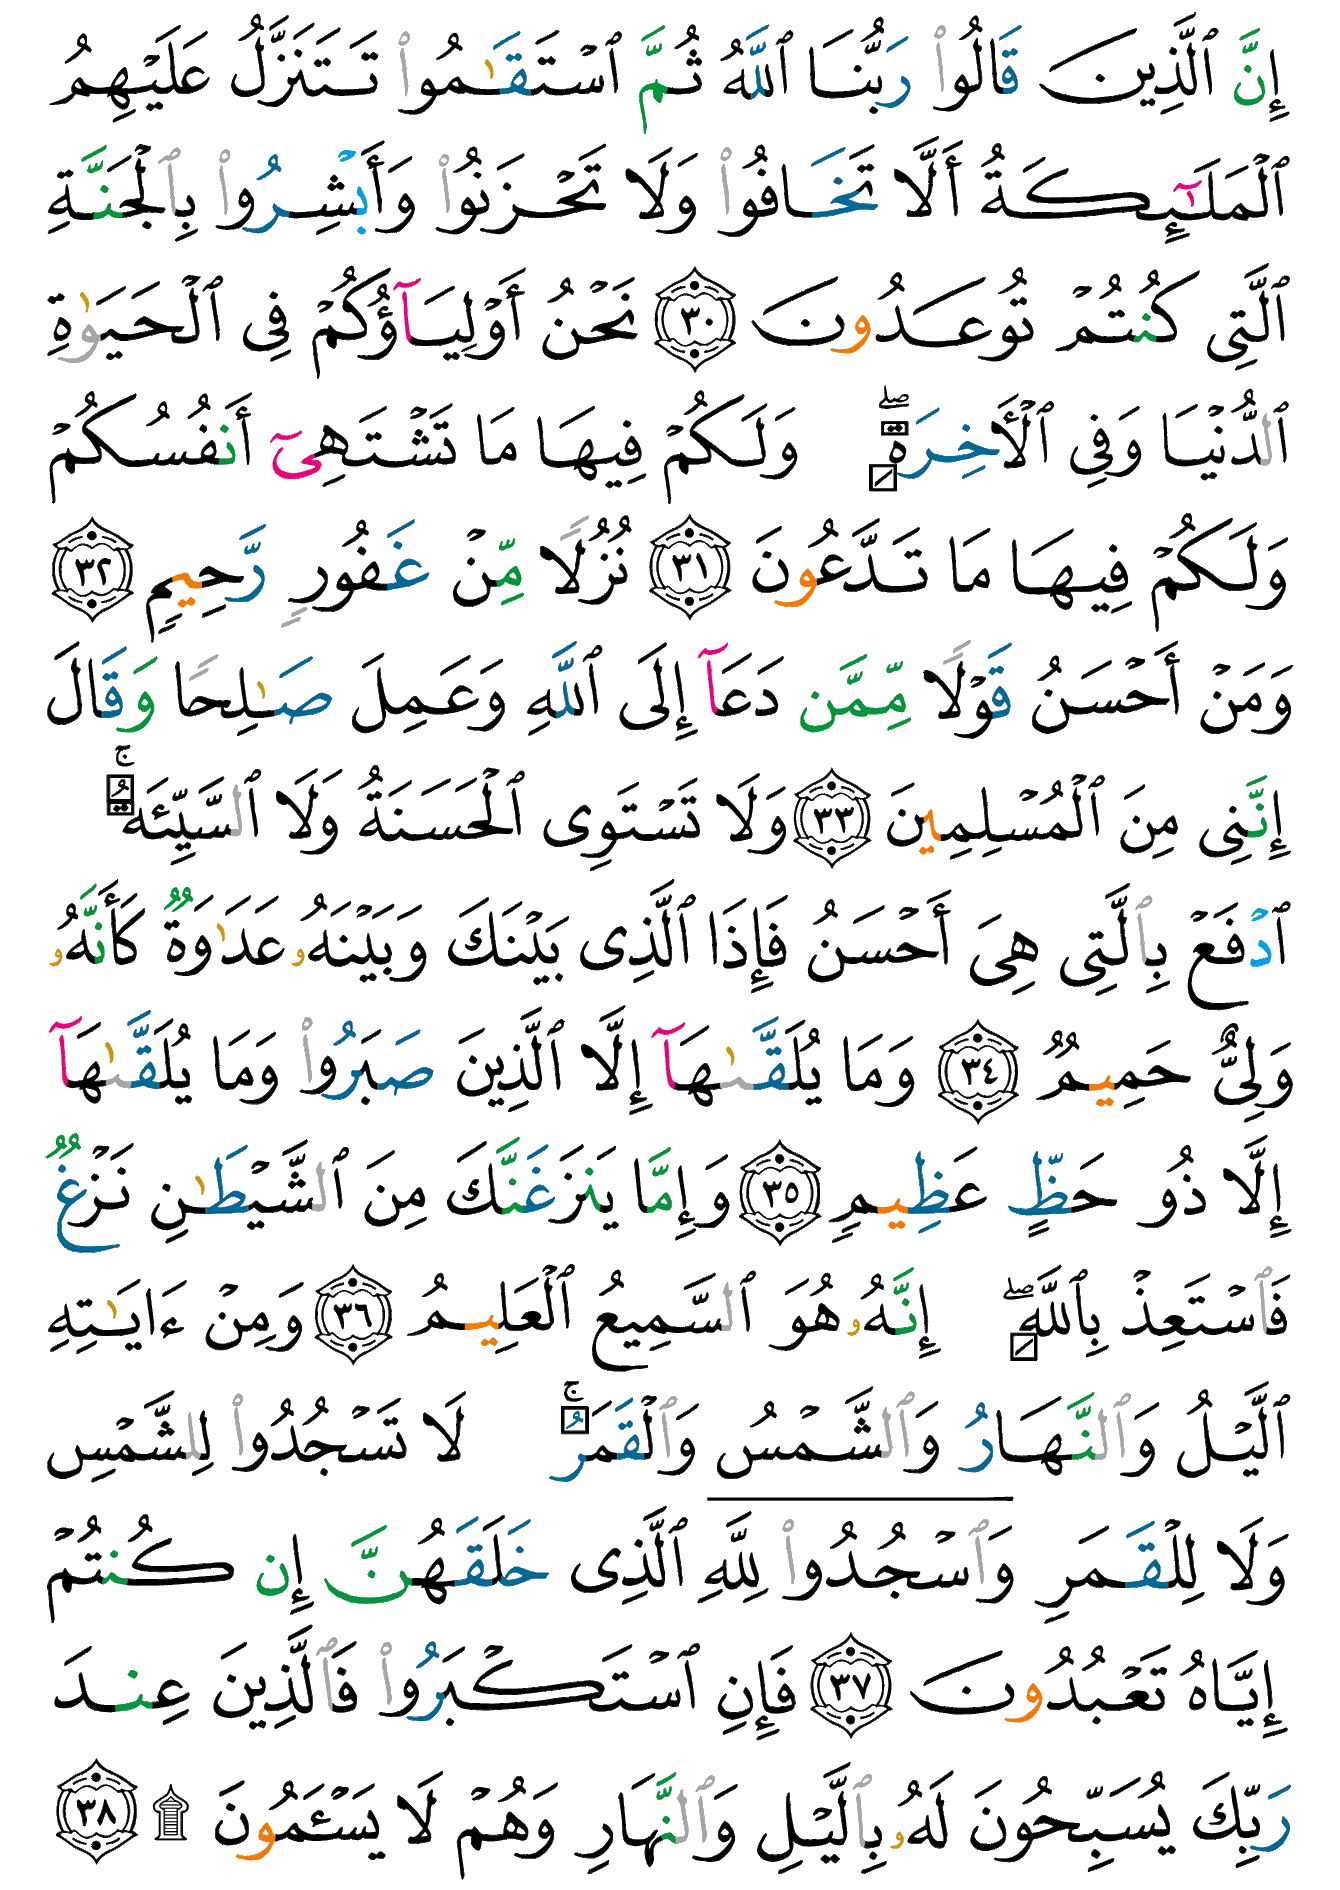 إِنَّ ٱلَّذِينَ قَالُوا۟ رَبُّنَا ٱللَّهُ ثُمَّ ٱسْتَقَـٰمُوا۟ تَتَنَزَّلُ عَلَيْهِمُ
ٱلْمَلَـٰٓئِكَةُ أَلَّا تَخَافُوا۟ وَلَا تَحْزَنُوا۟ وَأَبْشِرُوا۟ بِٱلْجَنَّةِ
ٱلَّتِى كُنتُمْ تُوعَدُونَ ٣٠ نَحْنُ أَوْلِيَآؤُكُمْ فِى ٱلْحَيَوٰةِ
ٱلدُّنْيَا وَفِى ٱلْأَخِرَةِ ۖ وَلَكُمْ فِيهَا مَا تَشْتَهِىٓ أَنفُسُكُمْ
وَلَكُمْ فِيهَا مَا تَدَّعُونَ ٣١ نُزُلًا مِّنْ غَفُورٍ رَّحِيمٍ ٣٢
وَمَنْ أَحْسَنُ قَوْلًا مِّمَّن دَعَآ إِلَى ٱللَّهِ وَعَمِلَ صَـٰلِحًا وَقَالَ
إِنَّنِى مِنَ ٱلْمُسْلِمِينَ ٣٣ وَلَا تَسْتَوِى ٱلْحَسَنَةُ وَلَا ٱلسَّيِّئَةُ ۚ
ٱدْفَعْ بِٱلَّتِى هِىَ أَحْسَنُ فَإِذَا ٱلَّذِى بَيْنَكَ وَبَيْنَهُۥ عَدَٰوَةٌ كَأَنَّهُۥ
وَلِىٌّ حَمِيمٌ ٣٤ وَمَا يُلَقَّىٰهَآ إِلَّا ٱلَّذِينَ صَبَرُوا۟ وَمَا يُلَقَّىٰهَآ
إِلَّا ذُو حَظٍّ عَظِيمٍ ٣٥ وَإِمَّا يَنزَغَنَّكَ مِنَ ٱلشَّيْطَـٰنِ نَزْغٌ
فَٱسْتَعِذْ بِٱللَّهِ ۖ إِنَّهُۥ هُوَ ٱلسَّمِيعُ ٱلْعَلِيمُ ٣٦ وَمِنْ ءَايَـٰتِهِ
ٱلَّيْلُ وَٱلنَّهَارُ وَٱلشَّمْسُ وَٱلْقَمَرُ ۚ لَا تَسْجُدُوا۟ لِلشَّمْسِ
وَلَا لِلْقَمَرِ وَٱسْجُدُوا۟ لِلَّهِ ٱلَّذِى خَلَقَهُنَّ إِن كُنتُمْ
إِيَّاهُ تَعْبُدُونَ ٣٧ فَإِنِ ٱسْتَكْبَرُوا۟ فَٱلَّذِينَ عِندَ
رَبِّكَ يُسَبِّحُونَ لَهُۥ بِٱلَّيْلِ وَٱلنَّهَارِ وَهُمْ لَا يَسْـَٔمُونَ ۩ ٣٨